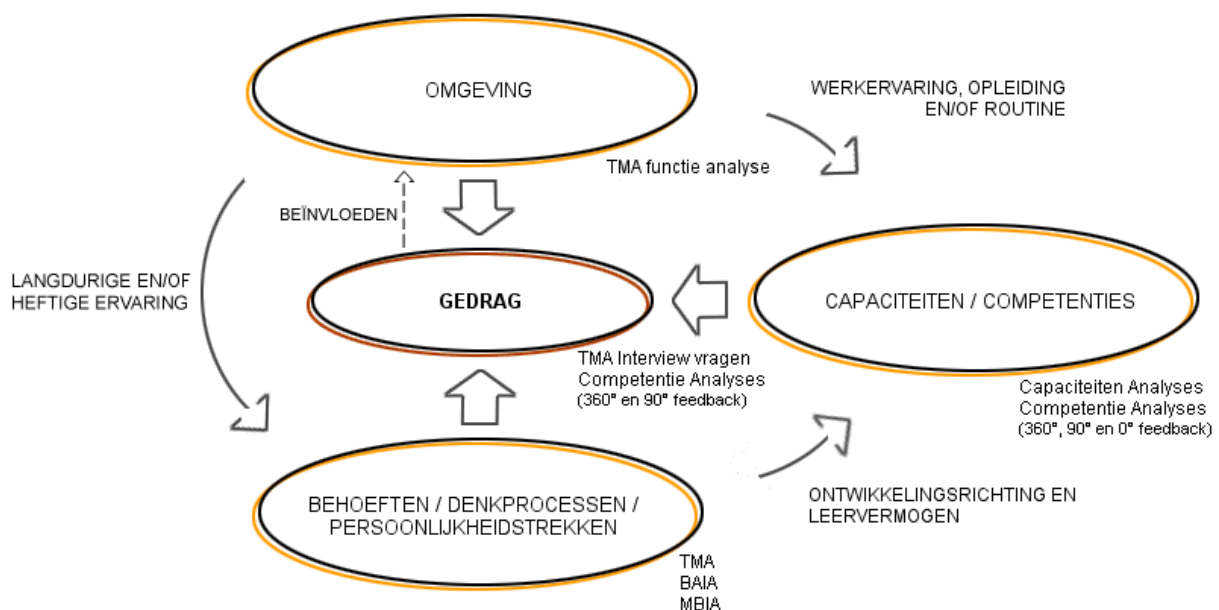 OMGEVING
WERKERVARING, OPLEIDING
EN/OF ROUTINE
TMA functie analyse
BEÏNVLOEDEN
LANGDURIGE EN/OF
HEFTIGE ERVARING
GEDRAG
CAPACITEITEN / COMPETENTIES
TMA Interview vragen
Competentie Analyses
(360° en 90° feedback)
Capaciteiten Analyses
Competentie Analyses
(360°, 90° en 0° feedback)
BEHOEFTEN / DENKPROCESSEN /
PERSOONLIJKHEIDSTREKKEN
ONTWIKKELINGSRICHTING EN
LEERVERMOGEN
TMA
BAIA
MBIA